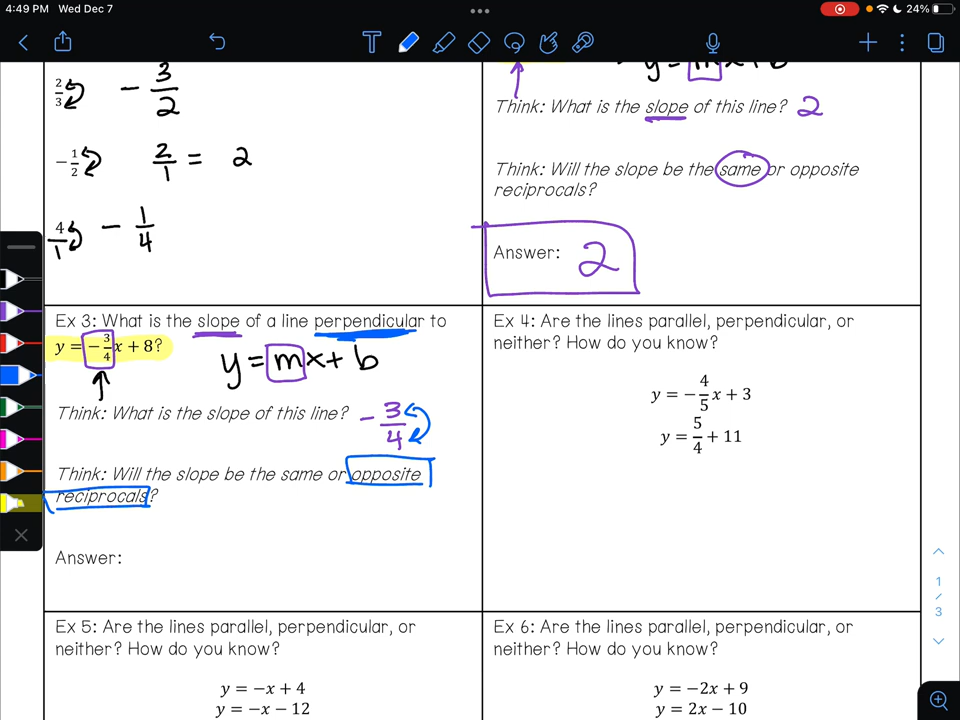 4:49 PM Wed Dec 7
24%
2/3 - 3/2
- 1/2 2/1 = 2
4/1 - 1/4
y = mx + b
Think: What is the slope of this line? 2
Think: Will the slope be the same or opposite
reciprocals?
Answer: 2
Ex 3: What is the slope of a line perpendicular to
y = - 3/4 x + 8?
y = mx + b
Think: What is the slope of this line? - 3/4
Think: Will the slope be the same or opposite
reciprocals?
Answer:
Ex 4: Are the lines parallel, perpendicular, or
neither? How do you know?
y = - 4/5 x + 3
y = 5/4 + 11
Ex 5: Are the lines parallel, perpendicular, or
neither? How do you know?
y = -x + 4
y = -x - 12
Ex 6: Are the lines parallel, perpendicular, or
neither? How do you know?
y = -2x + 9
y = 2x - 10
1
/
3